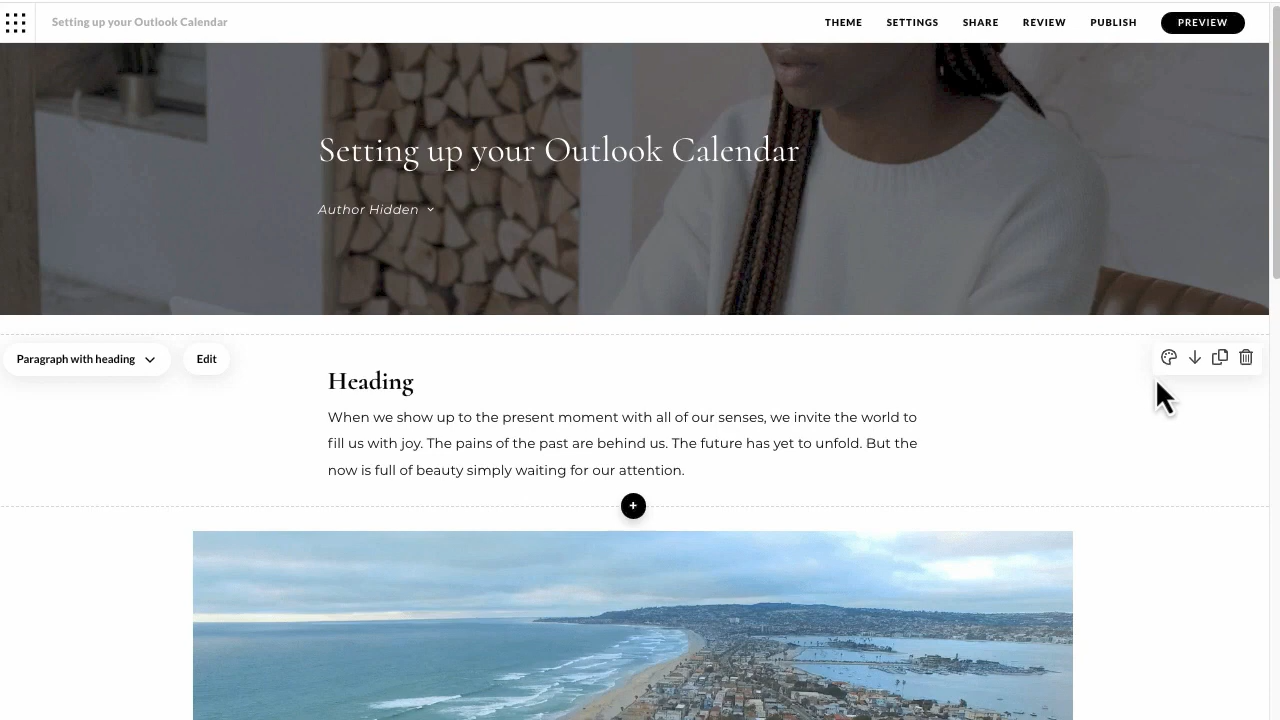 Setting up your Outlook Calendar
THEME SETTINGS SHARE REVIEW PUBLISH PREVIEW
Setting up your Outlook Calendar
Author Hidden
Paragraph with heading Edit
Heading
When we show up to the present moment with all of our senses, we invite the world to
fill us with joy. The pains of the past are behind us. The future has yet to unfold. But the
now is full of beauty simply waiting for our attention.
+